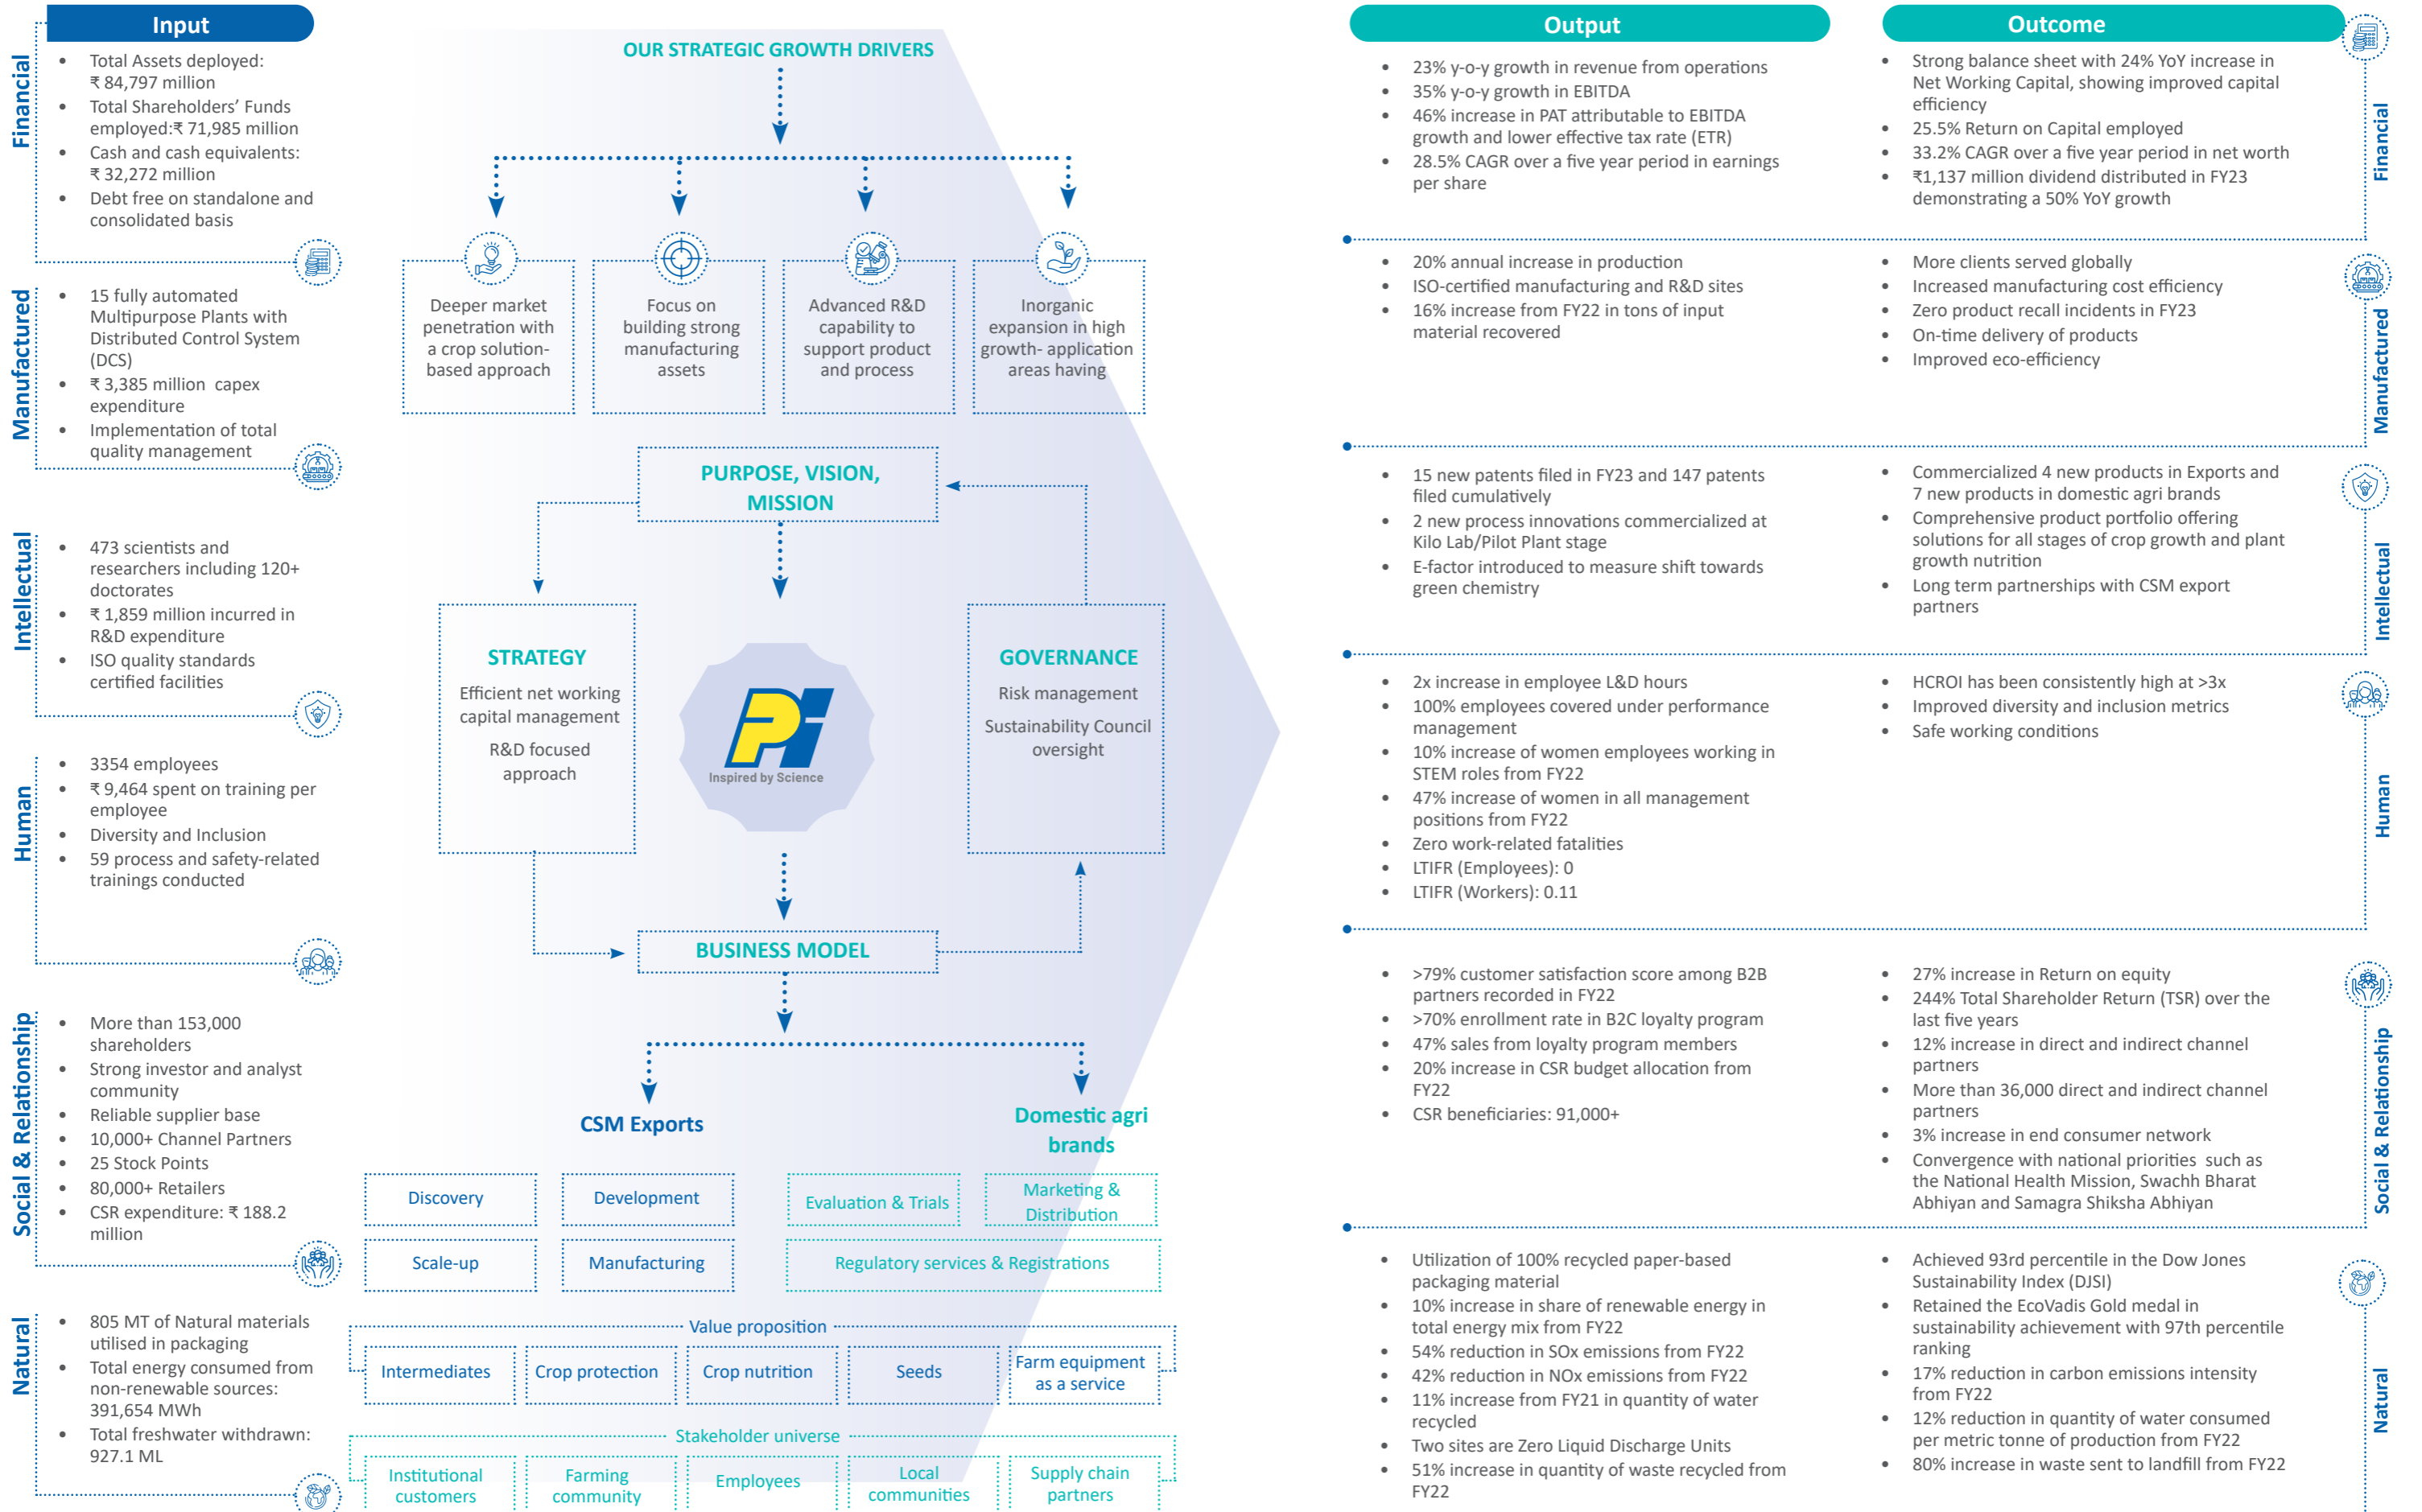 Input
Financial
• Total Assets deployed:
₹ 84,797 million
• Total Shareholders' Funds
employed:₹ 71,985 million
• Cash and cash equivalents:
₹ 32,272 million
• Debt free on standalone and
consolidated basis
Manufactured
• 15 fully automated
Multipurpose Plants with
Distributed Control System
(DCS)
• ₹ 3,385 million capex
expenditure
• Implementation of total
quality management
Intellectual
• 473 scientists and
researchers including 120+
doctorates
• ₹ 1,859 million incurred in
R&D expenditure
• ISO quality standards
certified facilities
Human
• 3354 employees
• ₹ 9,464 spent on training per
employee
• Diversity and Inclusion
• 59 process and safety-related
trainings conducted
Social & Relationship
• More than 153,000
shareholders
• Strong investor and analyst
community
• Reliable supplier base
• 10,000+ Channel Partners
• 25 Stock Points
• 80,000+ Retailers
• CSR expenditure: ₹ 188.2
million
Natural
• 805 MT of Natural materials
utilised in packaging
• Total energy consumed from
non-renewable sources:
391,654 MWh
• Total freshwater withdrawn:
927.1 ML
OUR STRATEGIC GROWTH DRIVERS
Deeper market
penetration with
a crop solution-
based approach
Focus on
building strong
manufacturing
assets
Advanced R&D
capability to
support product
and process
Inorganic
expansion in high
growth- application
areas having
PURPOSE, VISION,
MISSION
STRATEGY
Efficient net working
capital management
R&D focused
approach
Pi
Inspired by Science
GOVERNANCE
Risk management
Sustainability Council
oversight
BUSINESS MODEL
CSM Exports
Domestic agri
brands
Discovery
Development
Evaluation & Trials
Marketing &
Distribution
Scale-up
Manufacturing
Regulatory services & Registrations
Value proposition
Intermediates
Crop protection
Crop nutrition
Seeds
Farm equipment
as a service
Stakeholder universe
Institutional
customers
Farming
community
Employees
Local
communities
Supply chain
partners
Output
Outcome
• 23% y-o-y growth in revenue from operations
• 35% y-o-y growth in EBITDA
• 46% increase in PAT attributable to EBITDA
growth and lower effective tax rate (ETR)
• 28.5% CAGR over a five year period in earnings
per share
• Strong balance sheet with 24% YoY increase in
Net Working Capital, showing improved capital
efficiency
• 25.5% Return on Capital employed
• 33.2% CAGR over a five year period in net worth
• ₹1,137 million dividend distributed in FY23
demonstrating a 50% YoY growth
Financial
• 20% annual increase in production
• ISO-certified manufacturing and R&D sites
• 16% increase from FY22 in tons of input
material recovered
• More clients served globally
• Increased manufacturing cost efficiency
• Zero product recall incidents in FY23
• On-time delivery of products
• Improved eco-efficiency
Manufactured
• 15 new patents filed in FY23 and 147 patents
filed cumulatively
• 2 new process innovations commercialized at
Kilo Lab/Pilot Plant stage
• E-factor introduced to measure shift towards
green chemistry
• Commercialized 4 new products in Exports and
7 new products in domestic agri brands
• Comprehensive product portfolio offering
solutions for all stages of crop growth and plant
growth nutrition
• Long term partnerships with CSM export
partners
Intellectual
• 2x increase in employee L&D hours
• 100% employees covered under performance
management
• 10% increase of women employees working in
STEM roles from FY22
• 47% increase of women in all management
positions from FY22
• Zero work-related fatalities
• LTIFR (Employees): 0
• LTIFR (Workers): 0.11
• HCROI has been consistently high at >3x
• Improved diversity and inclusion metrics
• Safe working conditions
Human
• >79% customer satisfaction score among B2B
partners recorded in FY22
• >70% enrollment rate in B2C loyalty program
• 47% sales from loyalty program members
• 20% increase in CSR budget allocation from
FY22
• CSR beneficiaries: 91,000+
• 27% increase in Return on equity
• 244% Total Shareholder Return (TSR) over the
last five years
• 12% increase in direct and indirect channel
partners
• More than 36,000 direct and indirect channel
partners
• 3% increase in end consumer network
• Convergence with national priorities such as
the National Health Mission, Swachh Bharat
Abhiyan and Samagra Shiksha Abhiyan
Social & Relationship
• Utilization of 100% recycled paper-based
packaging material
• 10% increase in share of renewable energy in
total energy mix from FY22
• 54% reduction in SOx emissions from FY22
• 42% reduction in NOx emissions from FY22
• 11% increase from FY21 in quantity of water
recycled
• Two sites are Zero Liquid Discharge Units
• 51% increase in quantity of waste recycled from
FY22
• Achieved 93rd percentile in the Dow Jones
Sustainability Index (DJSI)
• Retained the EcoVadis Gold medal in
sustainability achievement with 97th percentile
ranking
• 17% reduction in carbon emissions intensity
from FY22
• 12% reduction in quantity of water consumed
per metric tonne of production from FY22
• 80% increase in waste sent to landfill from FY22
Natural